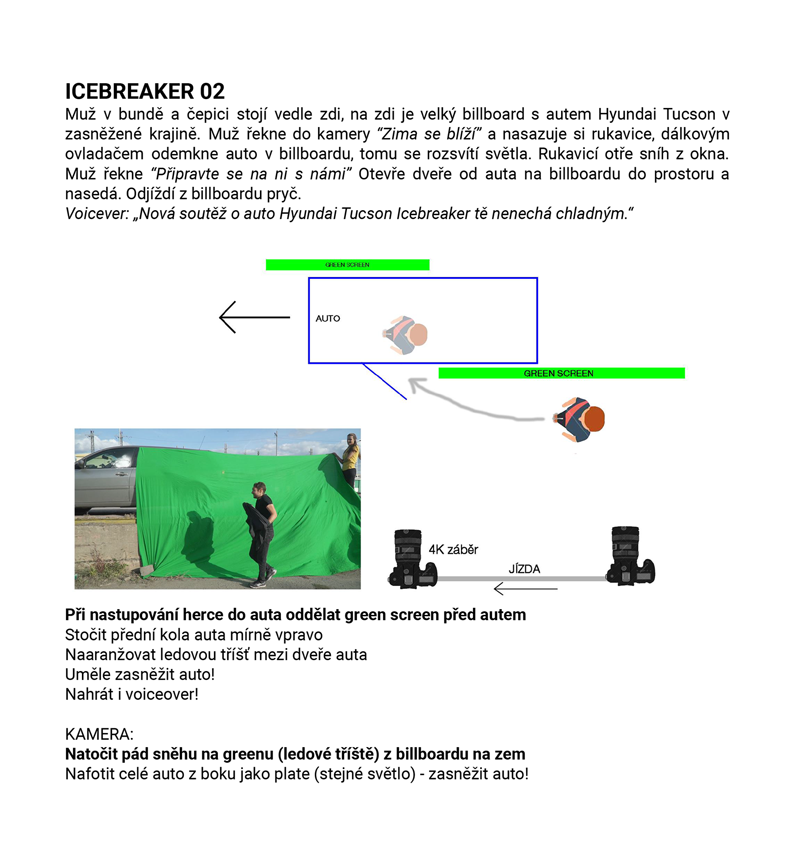 ICEBREAKER 02
Muž v bundě a čepici stojí vedle zdi, na zdi je velký billboard s autem Hyundai Tucson v
zasněžené krajině. Muž řekne do kamery “Zima se blíží” a nasazuje si rukavice, dálkovým
ovladačem odemkne auto v billboardu, tomu se rozsvítí světla. Rukavicí otře sníh z okna.
Muž řekne “Připravte se na ni s námi” Otevře dveře od auta na billboardu do prostoru a
nasedá. Odjíždí z billboardu pryč.
Voicever: „Nová soutěž o auto Hyundai Tucson Icebreaker tě nenechá chladným.“
GREEN SCREEN
AUTO
GREEN SCREEN
4K záběr
JÍZDA
Při nastupování herce do auta oddělat green screen před autem
Stočit přední kola auta mírně vpravo
Naaranžovat ledovou tříšť mezi dveře auta
Uměle zasněžit auto!
Nahrát i voiceover!
KAMERA:
Natočit pád sněhu na greenu (ledové tříště) z billboardu na zem
Nafotit celé auto z boku jako plate (stejné světlo) - zasněžit auto!